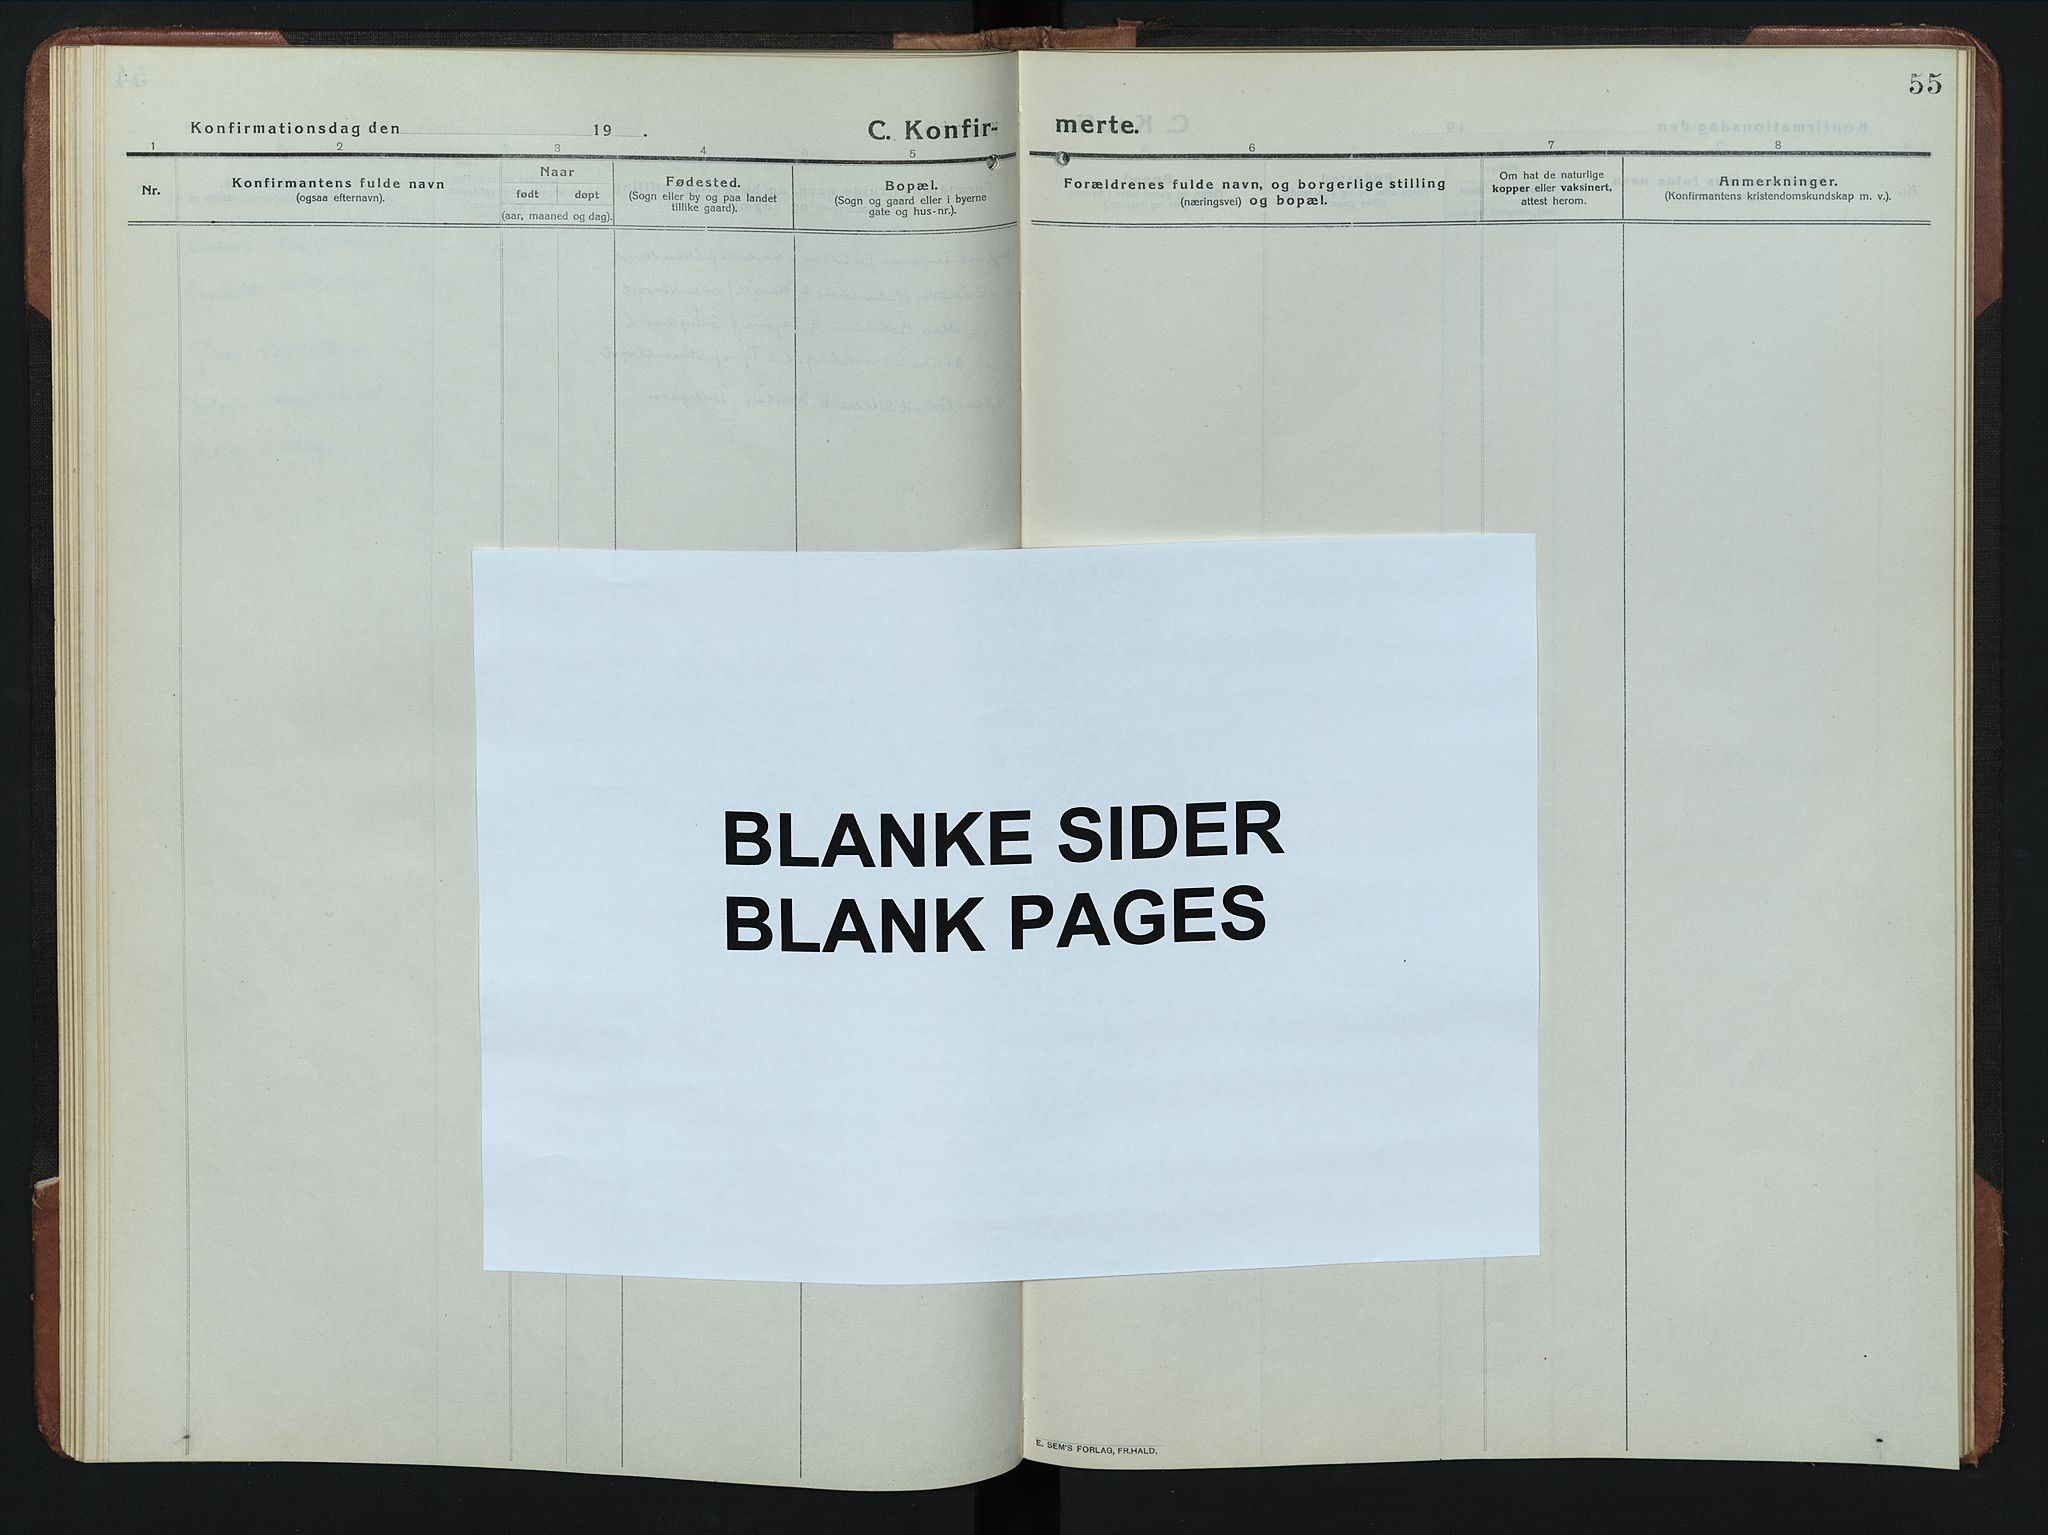 55
Konfirmationsdag den 19 .
C. Konfir-
merte.
1 2 3 4 5 6 7 8
Nr.
Konfirmantens fulde navn
(ogsaa efternavn).
Naar
født døpt
(aar, maaned og dag).
Fødested.
(Sogn eller by og paa landet
tillike gaard).
Bopæl.
(Sogn og gaard eller i byerne
gate og hus-nr.).
Forældrenes fulde navn, og borgerlige stilling
(næringsvei) og bopæl.
Om hat de naturlige
kopper eller vaksinert,
attest herom.
Anmerkninger.
(Konfirmantens kristendomskundskap m. v.).
BLANKE SIDER
BLANK PAGES
E. SEM'S FORLAG, FR.HALD.